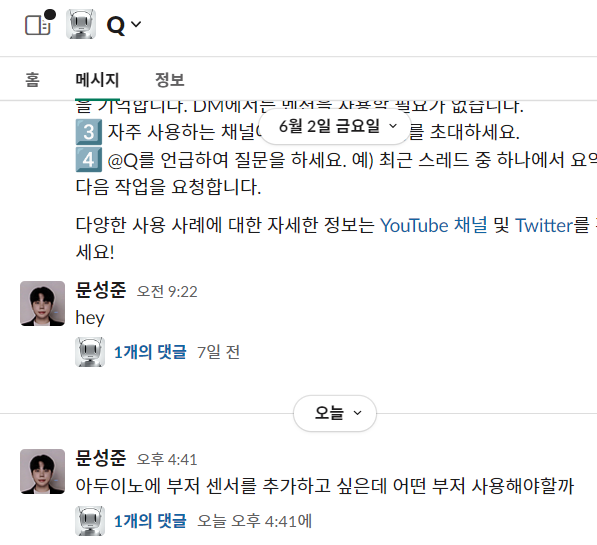 Q
홈 메시지 정보
을 기억합니다. DM에서는 멘션을 사용할 필요가 없습니다.
3 자주 사용하는 채널에 를 초대하세요.
6월 2일 금요일
4 @Q를 언급하여 질문을 하세요. 예) 최근 스레드 중 하나에서 요약
다음 작업을 요청합니다.
다양한 사용 사례에 대한 자세한 정보는 YouTube 채널 및 Twitter를
세요!
문성준 오전 9:22
hey
1개의 댓글 7일 전
오늘
문성준 오후 4:41
아두이노에 부저 센서를 추가하고 싶은데 어떤 부저 사용해야할까
1개의 댓글 오늘 오후 4:41에